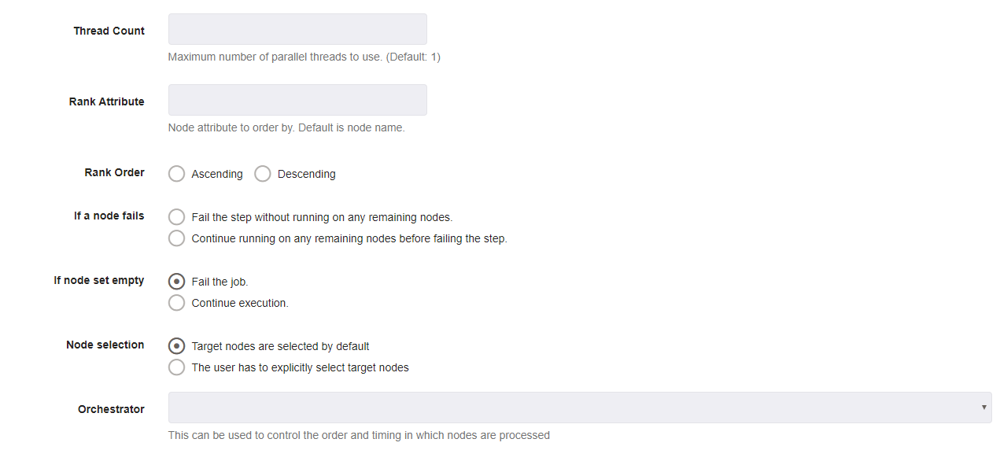 Thread Count
Maximum number of parallel threads to use. (Default: 1)
Rank Attribute
Node attribute to order by. Default is node name.
Rank Order Ascending Descending
If a node fails Fail the step without running on any remaining nodes.
Continue running on any remaining nodes before failing the step.
If node set empty Fail the job.
Continue execution.
Node selection Target nodes are selected by default
The user has to explicitly select target nodes
Orchestrator
This can be used to control the order and timing in which nodes are processed